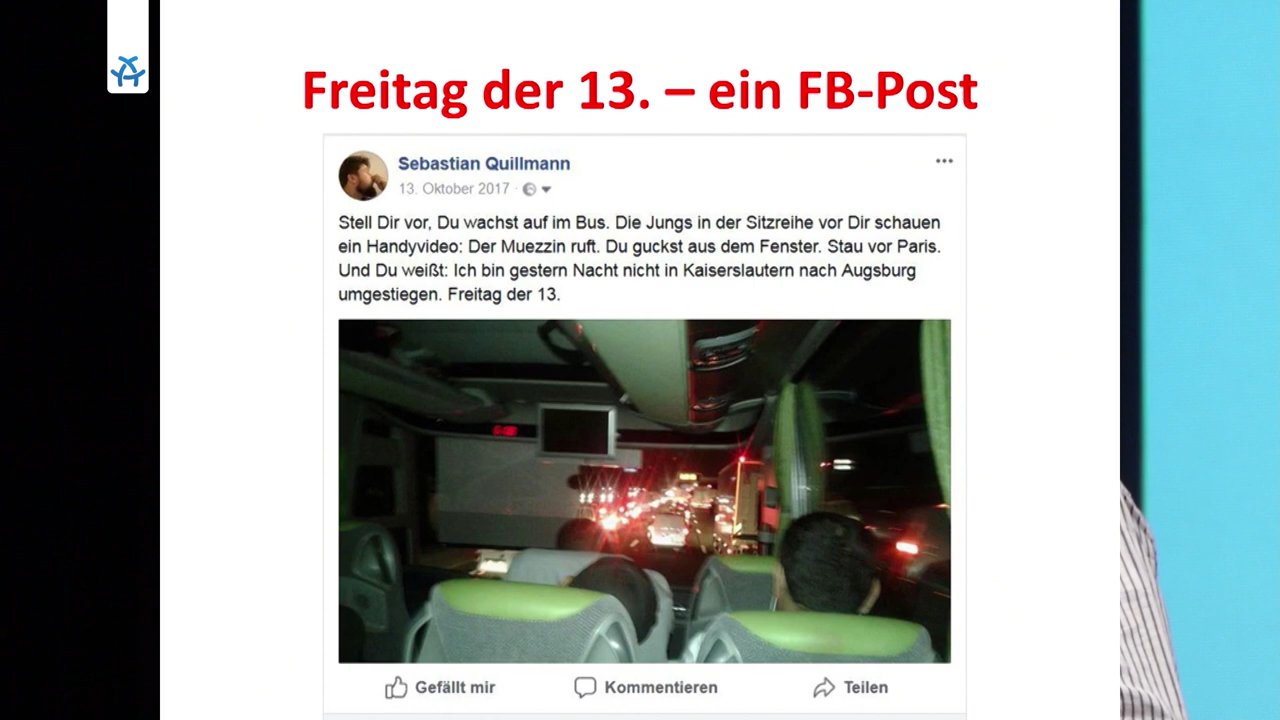 Freitag der 13. – ein FB-Post
Sebastian Quillmann
13. Oktober 2017 ·
Stell Dir vor, Du wachst auf im Bus. Die Jungs in der Sitzreihe vor Dir schauen
ein Handyvideo: Der Muezzin ruft. Du guckst aus dem Fenster. Stau vor Paris.
Und Du weißt: Ich bin gestern Nacht nicht in Kaiserslautern nach Augsburg
umgestiegen. Freitag der 13.
Gefällt mir
Kommentieren
Teilen